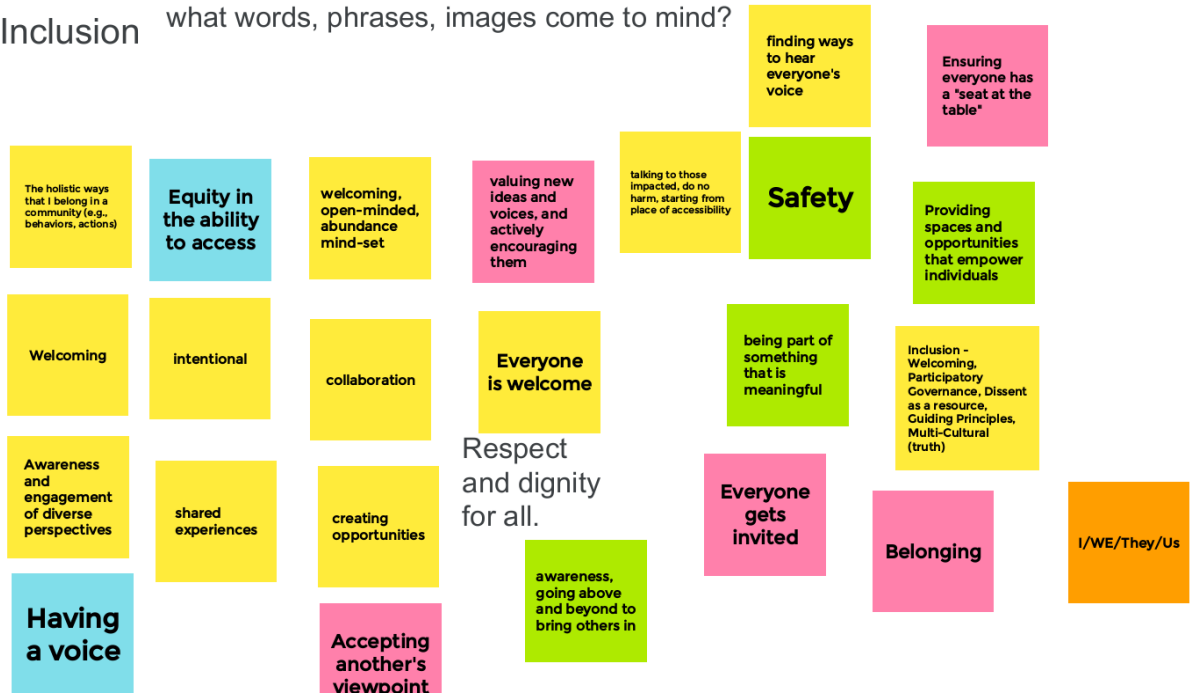 Inclusion
what words, phrases, images come to mind?
finding ways
to hear
everyone's
voice
Ensuring
everyone has
a "seat at the
table"
The holistic ways
that I belong in a
community (e.g.,
behaviors, actions)
Equity in
the ability
to access
welcoming,
open-minded,
abundance
mind-set
valuing new
ideas and
voices, and
actively
encouraging
them
talking to those
impacted, do no
harm, starting from
place of accessibility
Safety
Providing
spaces and
opportunities
that empower
individuals
Welcoming
intentional
collaboration
Everyone
is welcome
being part of
something
that is
meaningful
Inclusion -
Welcoming,
Participatory
Governance, Dissent
as a resource,
Guiding Principles,
Multi-Cultural
(truth)
Awareness
and
engagement
of diverse
perspectives
shared
experiences
creating
opportunities
Respect
and dignity
for all.
Everyone
gets
invited
Belonging
I/WE/They/Us
Having
a voice
Accepting
another's
viewpoint
awareness,
going above
and beyond to
bring others in